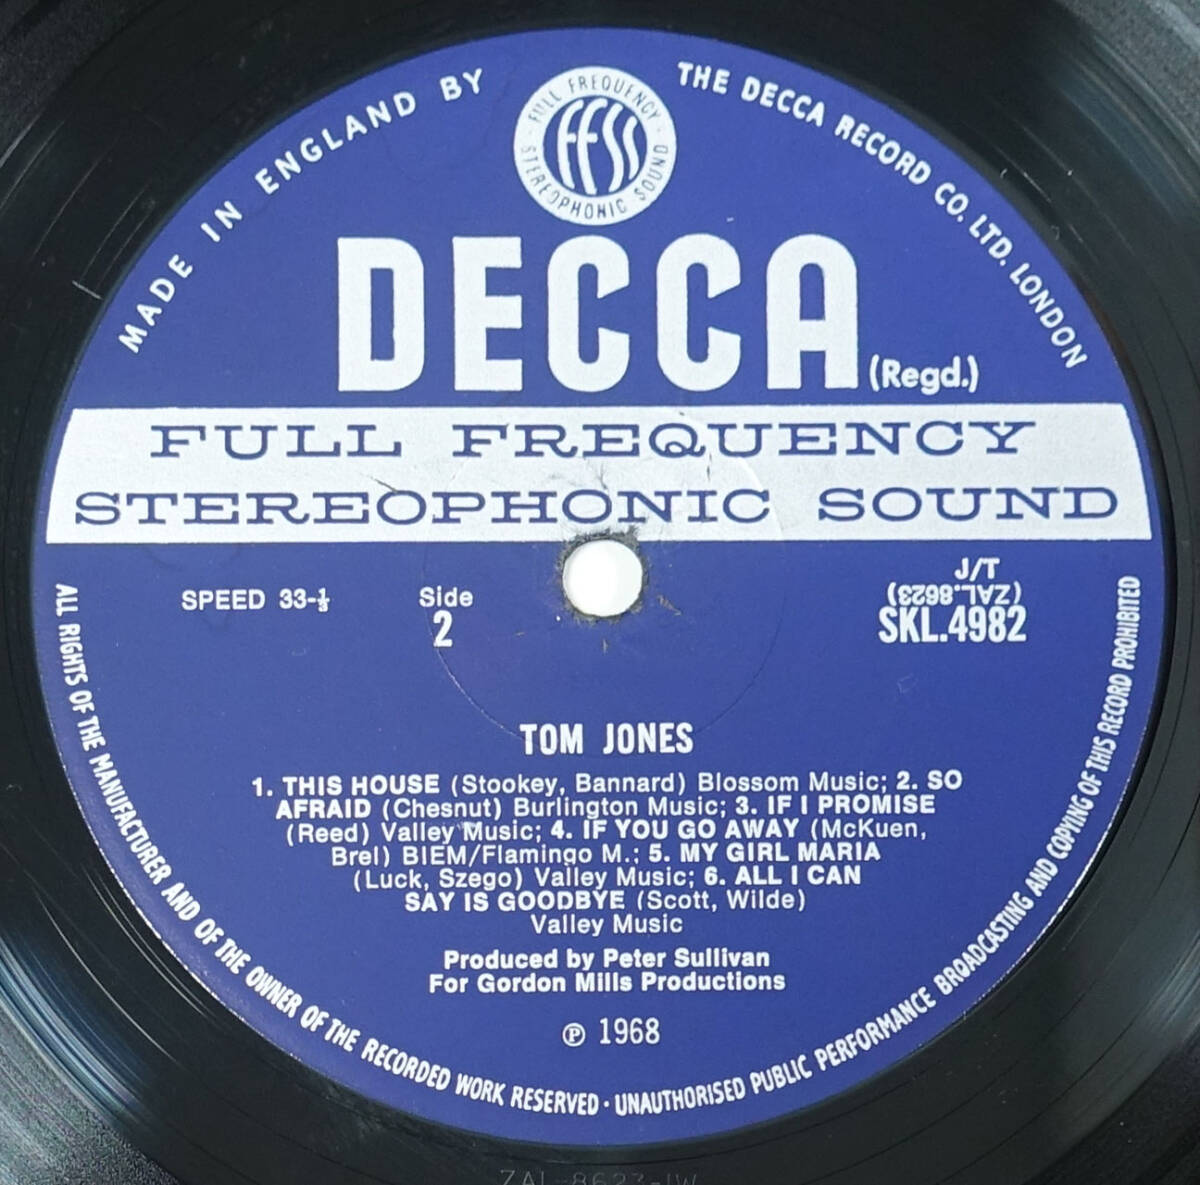 MADE IN ENGLAND BY
THE DECCA RECORD CO. LTD. LONDON
FULL FREQUENCY
FFSS
STEREOPHONIC SOUND
DECCA (Regd.)
FULL FREQUENCY
STEREOPHONIC SOUND
SPEED 33-⅓
Side
2
J/T
(ZAL.8623)
SKL.4982
TOM JONES
1. THIS HOUSE (Stookey, Bannard) Blossom Music; 2. SO
AFRAID (Chesnut) Burlington Music; 3. IF I PROMISE
(Reed) Valley Music; 4. IF YOU GO AWAY (McKuen,
Brel) BIEM/Flamingo M.; 5. MY GIRL MARIA
(Luck, Szego) Valley Music; 6. ALL I CAN
SAY IS GOODBYE (Scott, Wilde)
Valley Music
Produced by Peter Sullivan
For Gordon Mills Productions
℗ 1968
ALL RIGHTS OF THE MANUFACTURER AND OF THE OWNER OF THE RECORDED WORK RESERVED · UNAUTHORISED PUBLIC PERFORMANCE BROADCASTING AND COPYING OF THIS RECORD PROHIBITED